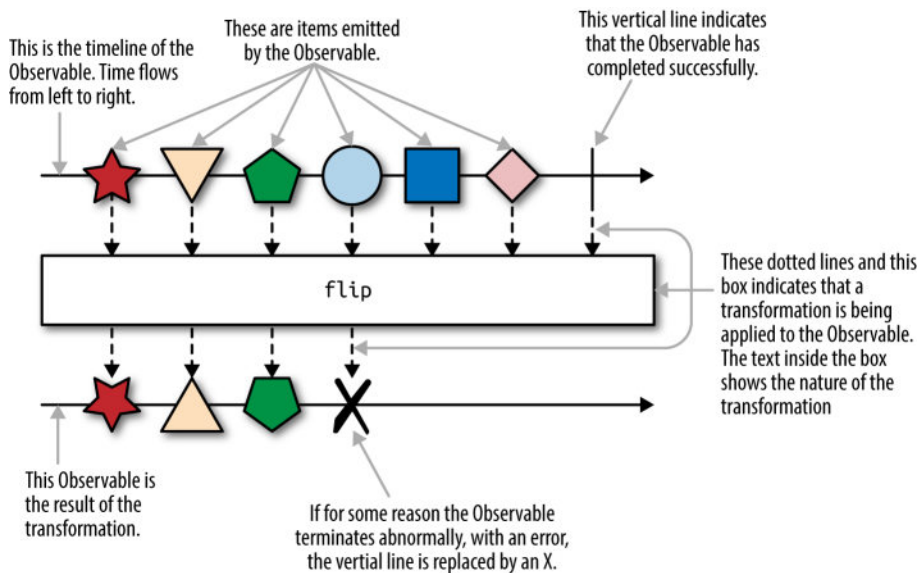 This is the timeline of the
Observable. Time flows
from left to right.
These are items emitted
by the Observable.
This vertical line indicates
that the Observable has
completed successfully.
flip
These dotted lines and this
box indicates that a
transformation is being
applied to the Observable.
The text inside the box
shows the nature of the
transformation
This Observable is
the result of the
transformation.
If for some reason the Observable
terminates abnormally, with an error,
the vertial line is replaced by an X.